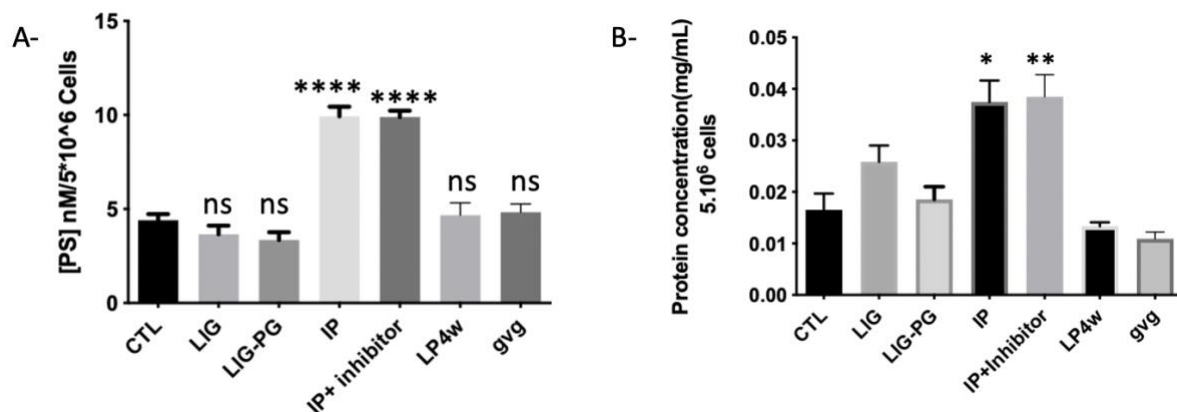 A-
[PS] nM/5*10^6 Cells
15
10
5
0
ns
ns
****
****
ns
ns
CTL
LIG
LIG-PG
IP
IP+ inhibitor
LP4w
gvg
B-
Protein concentration(mg/mL)
5.10⁶ cells
0.05
0.04
0.03
0.02
0.01
0.00
*
**
CTL
LIG
LIG-PG
IP
IP+Inhibitor
LP4w
gvg